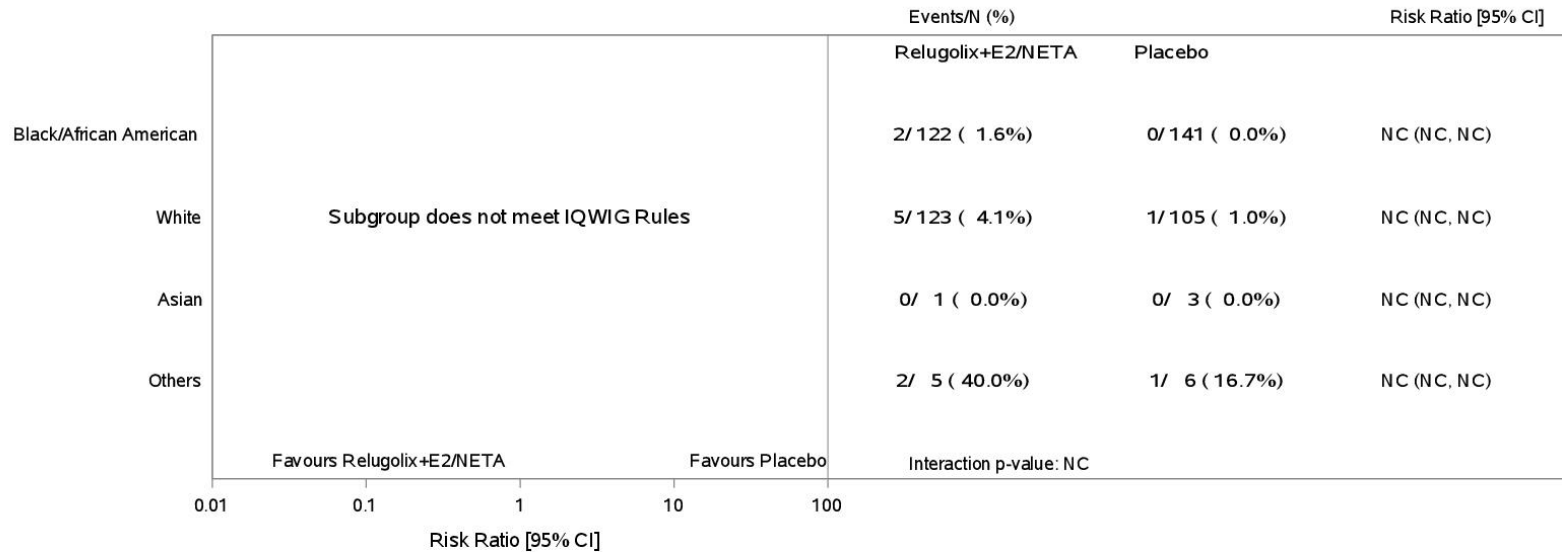 Events/N (%) Risk Ratio [95% CI]
Relugolix+E2/NETA Placebo
Black/African American 2/ 122 ( 1.6%) 0/ 141 ( 0.0%) NC (NC, NC)
White Subgroup does not meet IQWIG Rules 5/ 123 ( 4.1%) 1/ 105 ( 1.0%) NC (NC, NC)
Asian 0/ 1 ( 0.0%) 0/ 3 ( 0.0%) NC (NC, NC)
Others 2/ 5 ( 40.0%) 1/ 6 ( 16.7%) NC (NC, NC)
Favours Relugolix+E2/NETA Favours Placebo Interaction p-value: NC
0.01 0.1 1 10 100
Risk Ratio [95% CI]